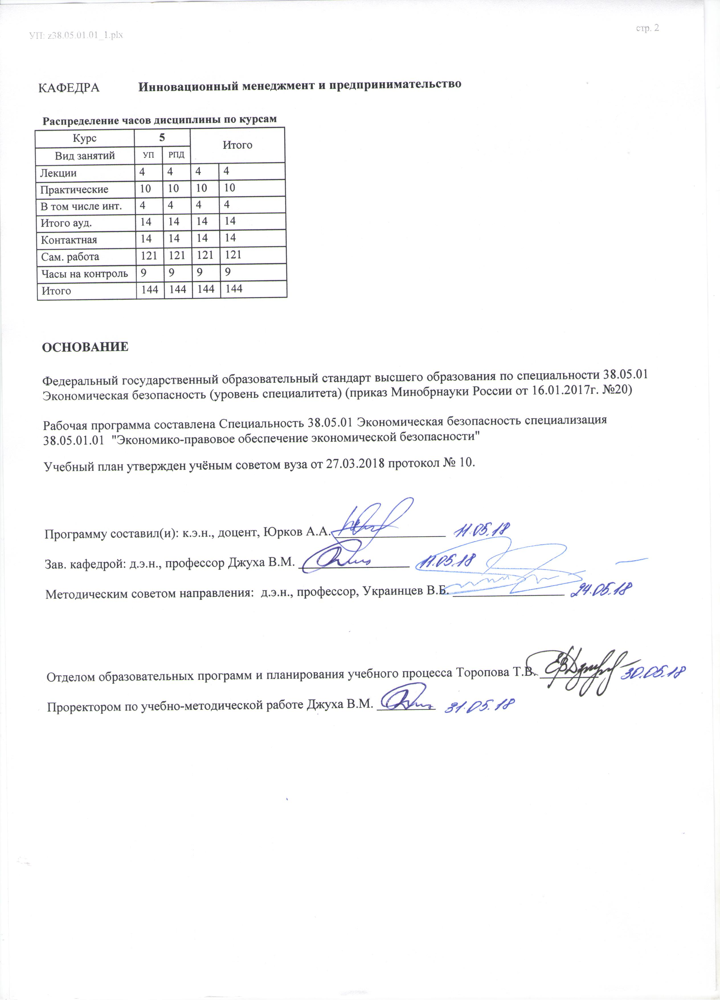 УП: z38.05.01.01_1.plx
стр. 2
КАФЕДРА Инновационный менеджмент и предпринимательство
Распределение часов дисциплины по курсам
Курс 5 Итого
Вид занятий УП РПД
Лекции 4 4 4 4
Практические 10 10 10 10
В том числе инт. 4 4 4 4
Итого ауд. 14 14 14 14
Контактная 14 14 14 14
Сам. работа 121 121 121 121
Часы на контроль 9 9 9 9
Итого 144 144 144 144
ОСНОВАНИЕ
Федеральный государственный образовательный стандарт высшего образования по специальности 38.05.01
Экономическая безопасность (уровень специалитета) (приказ Минобрнауки России от 16.01.2017г. №20)
Рабочая программа составлена Специальность 38.05.01 Экономическая безопасность специализация
38.05.01.01 "Экономико-правовое обеспечение экономической безопасности"
Учебный план утвержден учёным советом вуза от 27.03.2018 протокол № 10.
Программу составил(и): к.э.н., доцент, Юрков А.А. 11.05.18
Зав. кафедрой: д.э.н., профессор Джуха В.М. 11.05.18
Методическим советом направления: д.э.н., профессор, Украинцев В.Б. 24.05.18
Отделом образовательных программ и планирования учебного процесса Торопова Т.В. 30.05.18
Проректором по учебно-методической работе Джуха В.М. 31.05.18